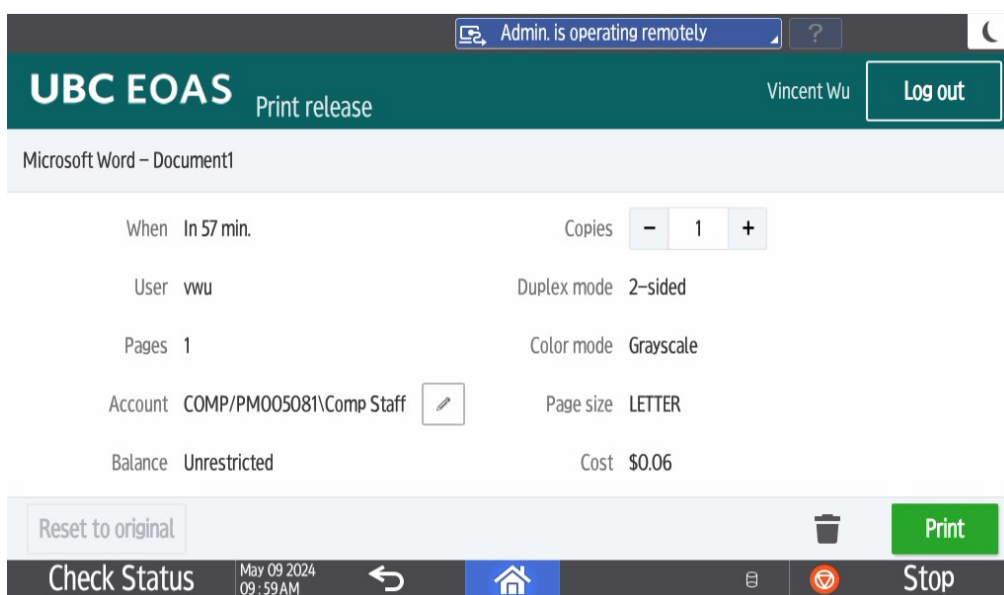 Admin. is operating remotely ?
UBC EOAS Print release Vincent Wu Log out
Microsoft Word – Document1
When In 57 min. Copies − 1 +
User vwu Duplex mode 2-sided
Pages 1 Color mode Grayscale
Account COMP/PM005081\Comp Staff Page size LETTER
Balance Unrestricted Cost $0.06
Reset to original Print
Check Status May 09 2024 Stop
09:59AM